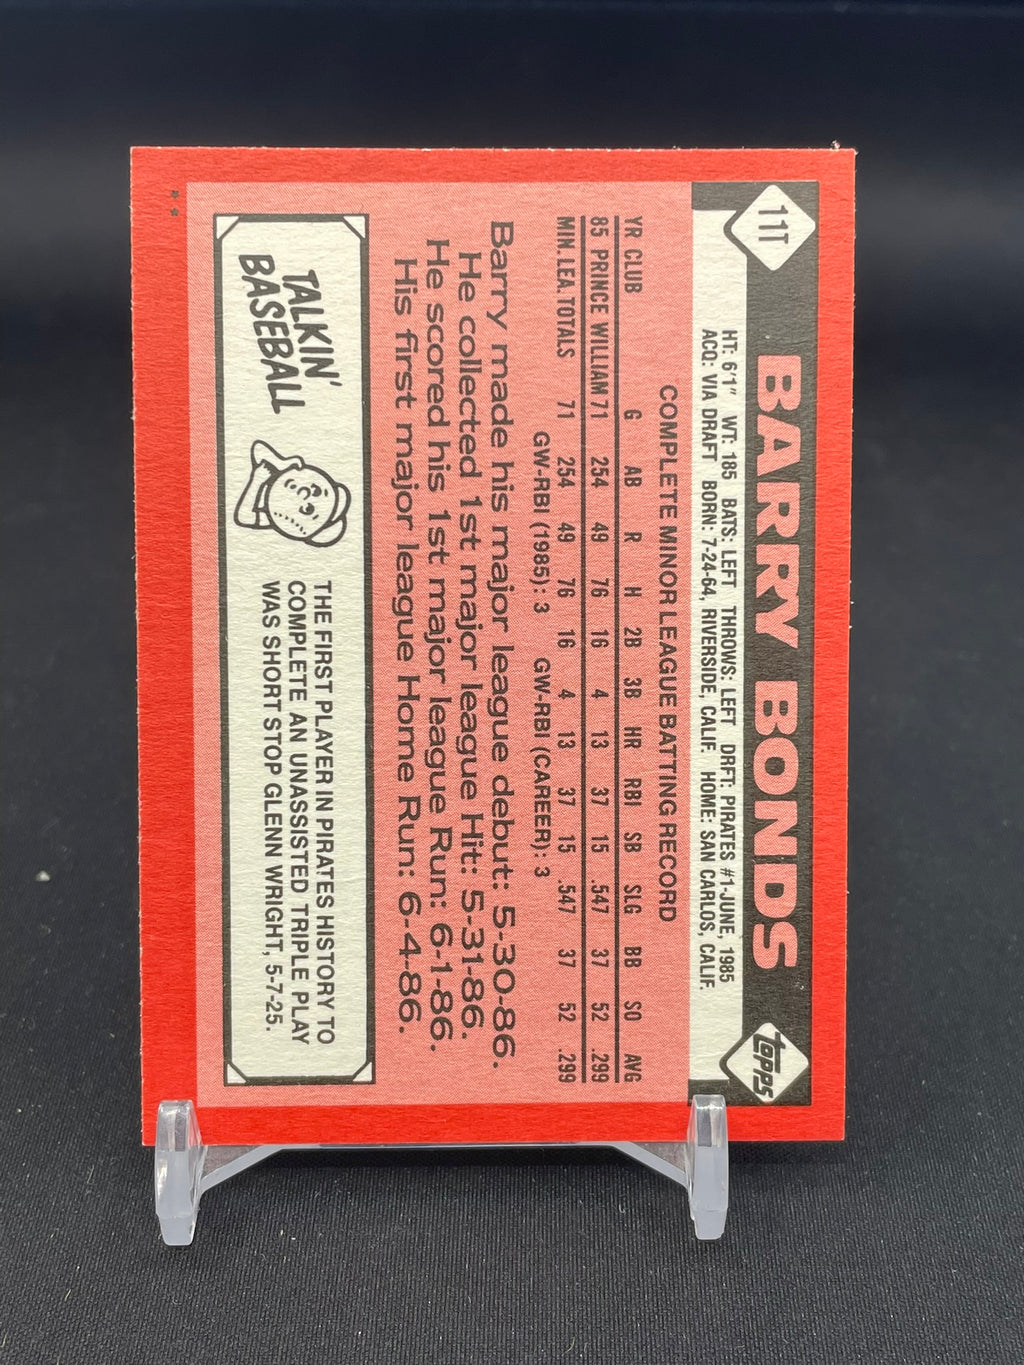 11T
BARRY BONDS
topps
HT: 6'1" WT: 185 BATS: LEFT THROWS: LEFT DRFT: PIRATES #1-JUNE, 1985
ACQ: VIA DRAFT BORN: 7-24-64, RIVERSIDE, CALIF. HOME: SAN CARLOS, CALIF.
COMPLETE MINOR LEAGUE BATTING RECORD
YR CLUB G AB R H 2B 3B HR RBI SB SLG BB SO AVG
85 PRINCE WILLIAM 71 254 49 76 16 4 13 37 15 .547 37 52 .299
MIN. LEA. TOTALS 71 254 49 76 16 4 13 37 15 .547 37 52 .299
GW-RBI (1985): 3 GW-RBI (CAREER): 3
Barry made his major league debut: 5-30-86.
He collected 1st major league Hit: 5-31-86.
He scored his 1st major league Run: 6-1-86.
His first major league Home Run: 6-4-86.
TALKIN'
BASEBALL
THE FIRST PLAYER IN PIRATES HISTORY TO
COMPLETE AN UNASSISTED TRIPLE PLAY
WAS SHORT STOP GLENN WRIGHT, 5-7-25.
* *